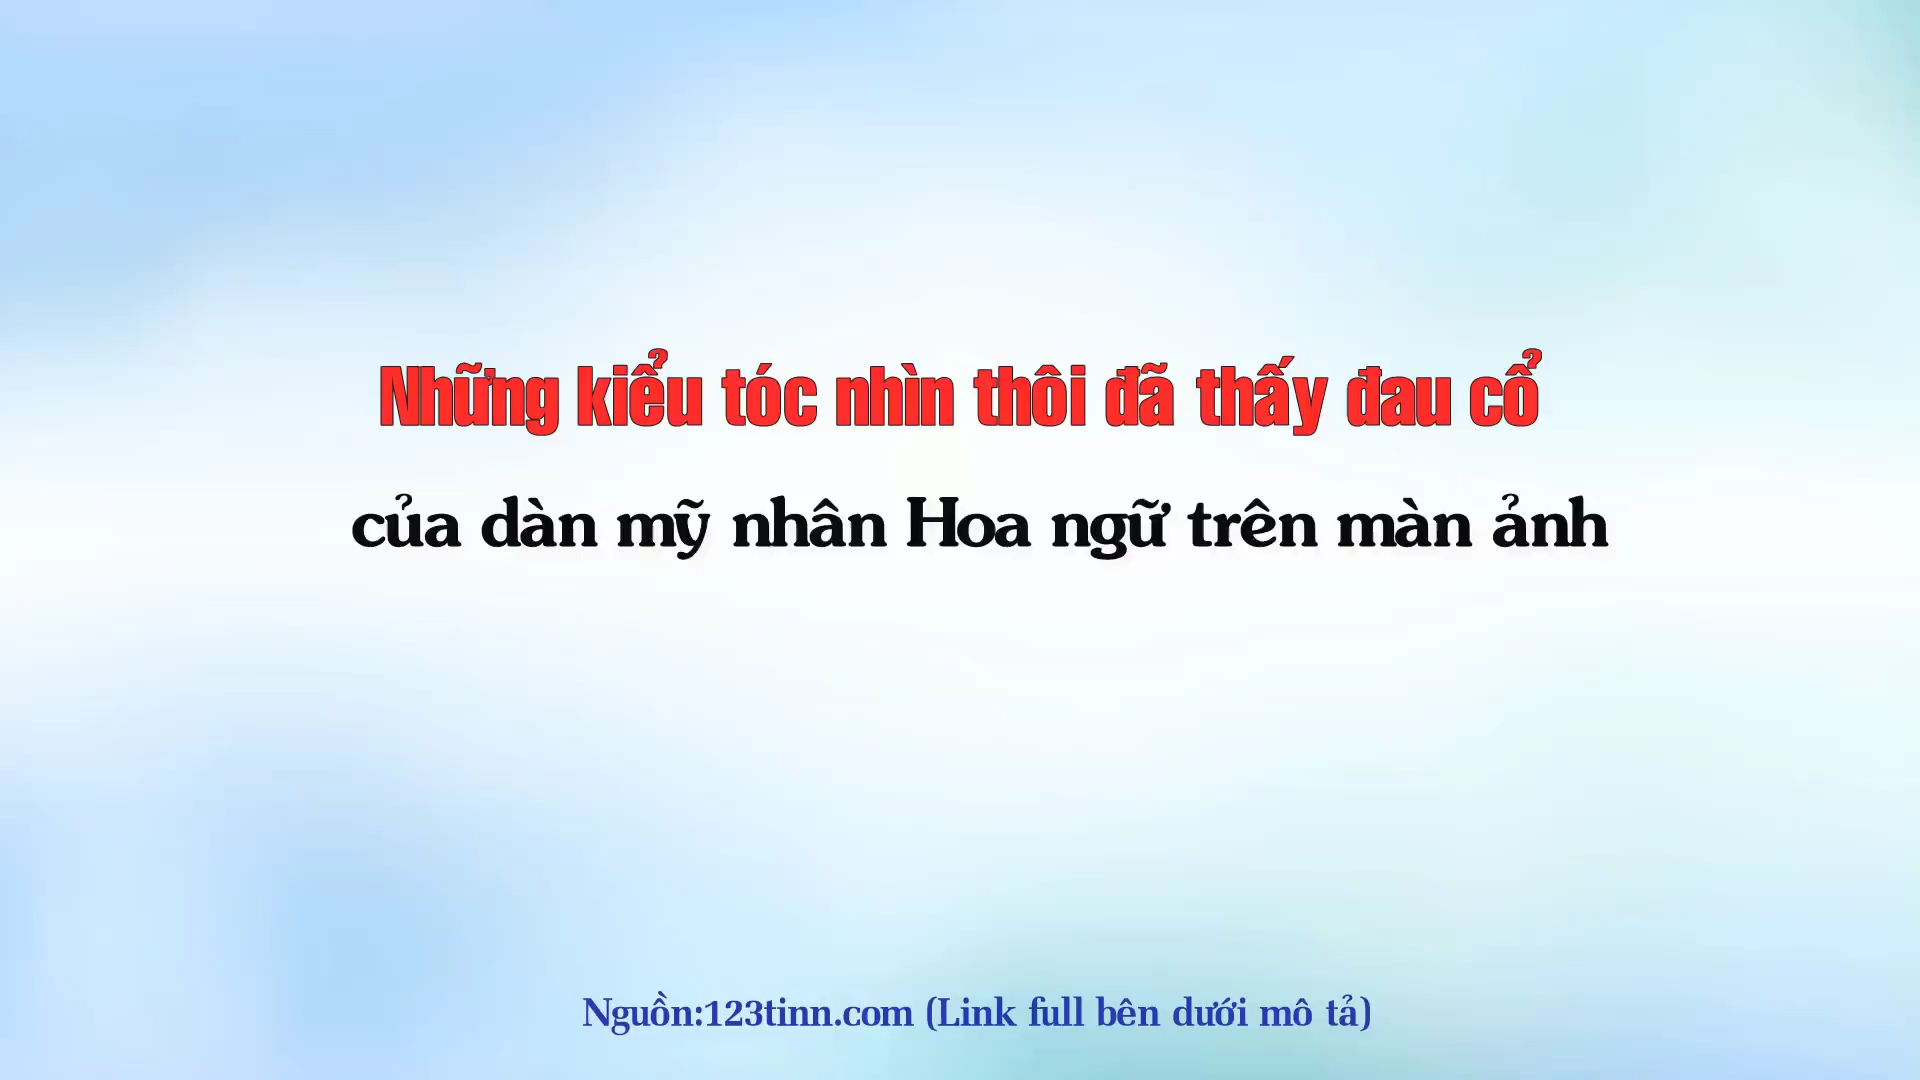 Những kiểu tóc nhìn thôi đã thấy đau cổ
của dàn mỹ nhân Hoa ngữ trên màn ảnh
Nguồn:123tinn.com (Link full bên dưới mô tả)